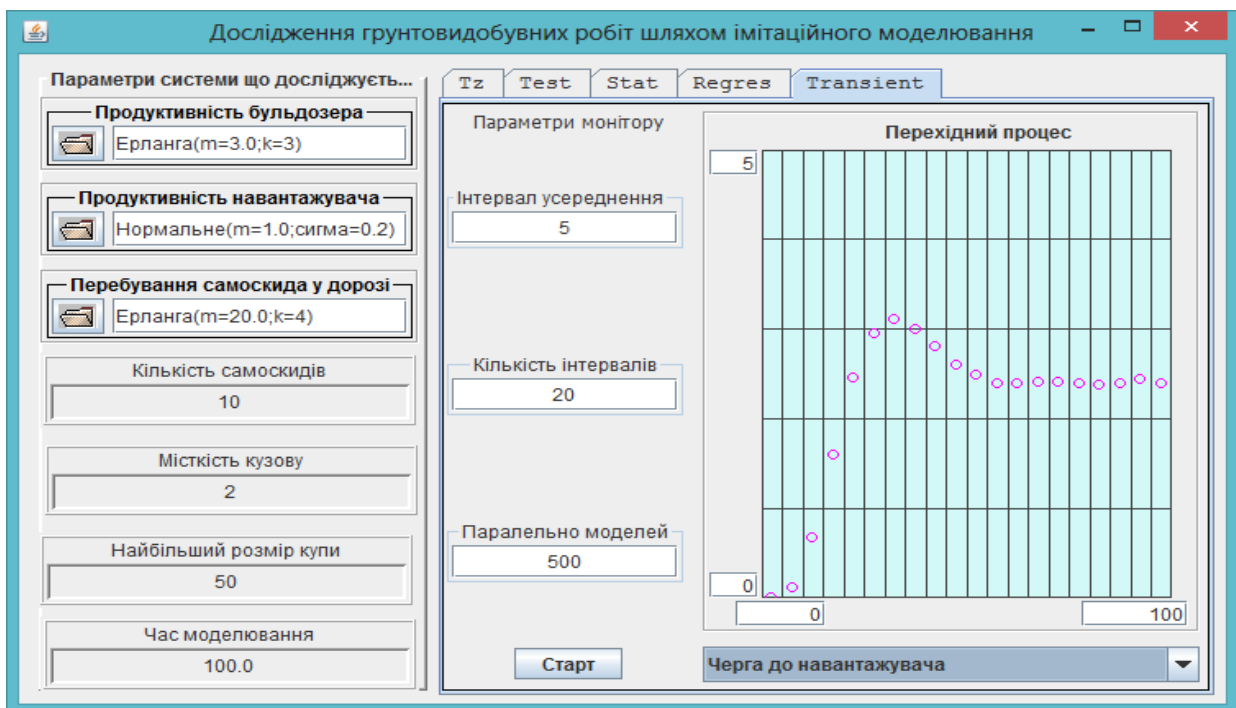 Дослідження грунтовидобувних робіт шляхом імітаційного моделювання
Параметри системи що досліджуєть...
Продуктивність бульдозера
Ерланга(m=3.0;k=3)
Продуктивність навантажувача
Нормальне(m=1.0;сигма=0.2)
Перебування самоскида у дорозі
Ерланга(m=20.0;k=4)
Кількість самоскидів
10
Місткість кузову
2
Найбільший розмір купи
50
Час моделювання
100.0
Tz Test Stat Regres Transient
Параметри монітору
Інтервал усереднення
5
Кількість інтервалів
20
Паралельно моделей
500
Старт
Перехідний процес
5
0
0 100
Черга до навантажувача